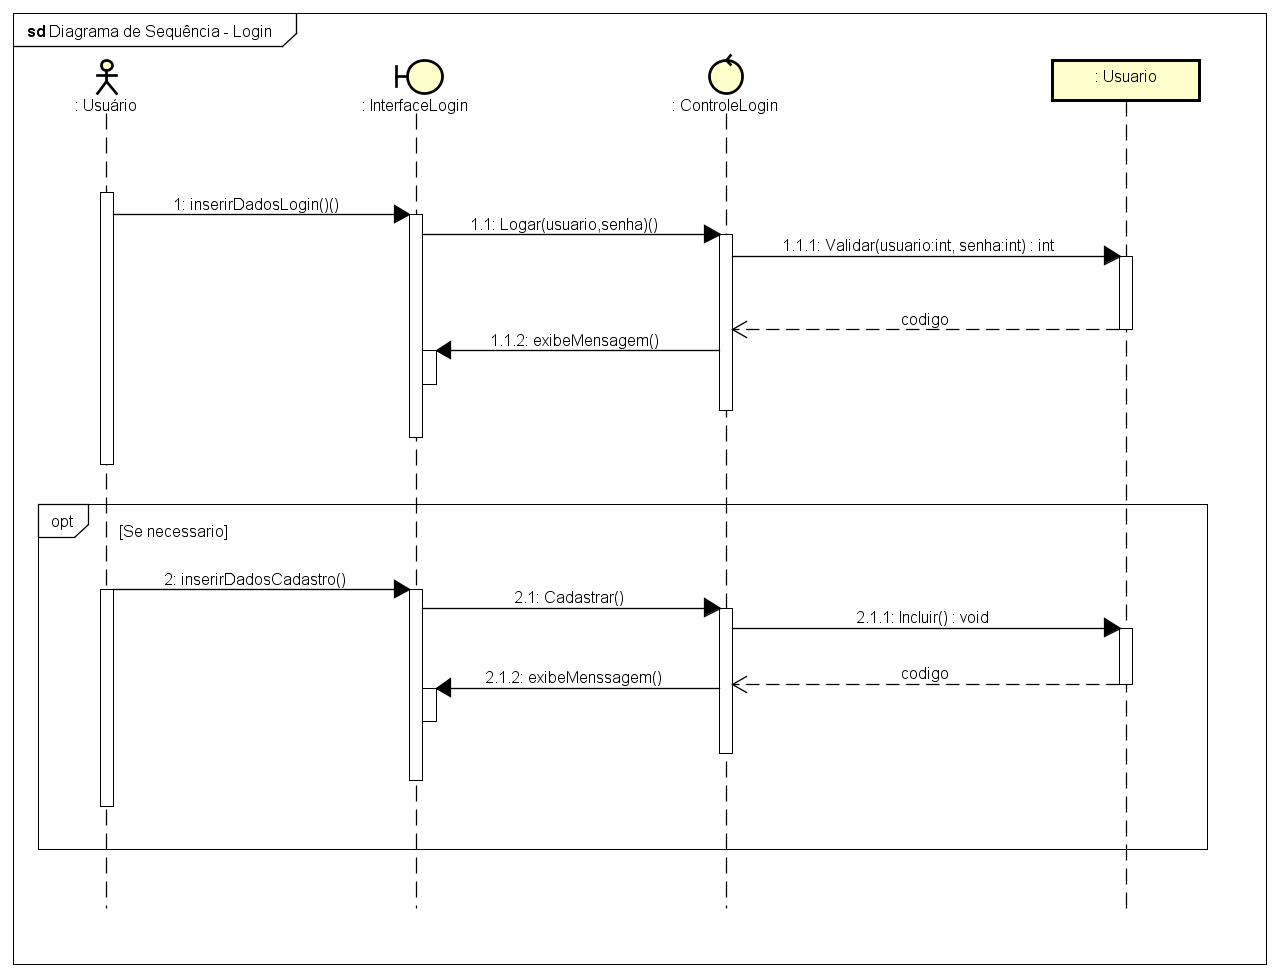 sd Diagrama de Sequência - Login
: Usuário
: InterfaceLogin
: ControleLogin
: Usuario
1: inserirDadosLogin()()
1.1: Logar(usuario,senha)()
1.1.1: Validar(usuario:int, senha:int) : int
codigo
1.1.2: exibeMensagem()
opt
[Se necessario]
2: inserirDadosCadastro()
2.1: Cadastrar()
2.1.1: Incluir() : void
codigo
2.1.2: exibeMenssagem()